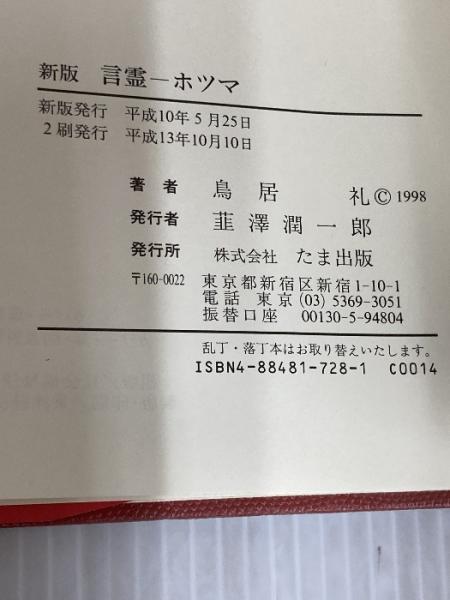 新版 言霊―ホツマ
新版発行 平成10年5月25日
2刷発行 平成13年10月10日
著者 鳥居 礼 © 1998
発行者 韮澤潤一郎
発行所 株式会社 たま出版
〒160-0022 東京都新宿区新宿1-10-1
電話 東京 (03) 5369-3051
振替口座 00130-5-94804
乱丁・落丁本はお取り替えいたします。
ISBN4-88481-728-1 C0014